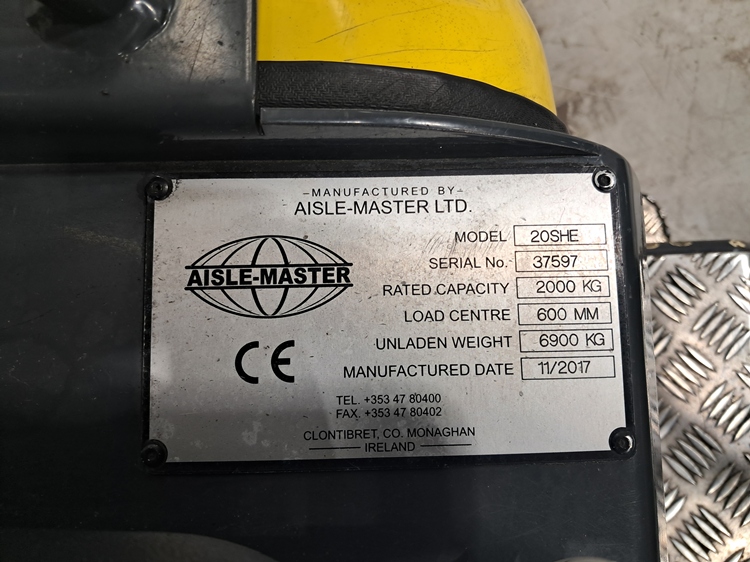 -MANUFACTURED BY-
AISLE-MASTER LTD.
AISLE-MASTER
CE
MODEL 20SHE
SERIAL No. 37597
RATED CAPACITY 2000 KG
LOAD CENTRE 600 MM
UNLADEN WEIGHT 6900 KG
MANUFACTURED DATE 11/2017
TEL. +353 47 80400
FAX. +353 47 80402
CLONTIBRET, CO. MONAGHAN
-IRELAND-